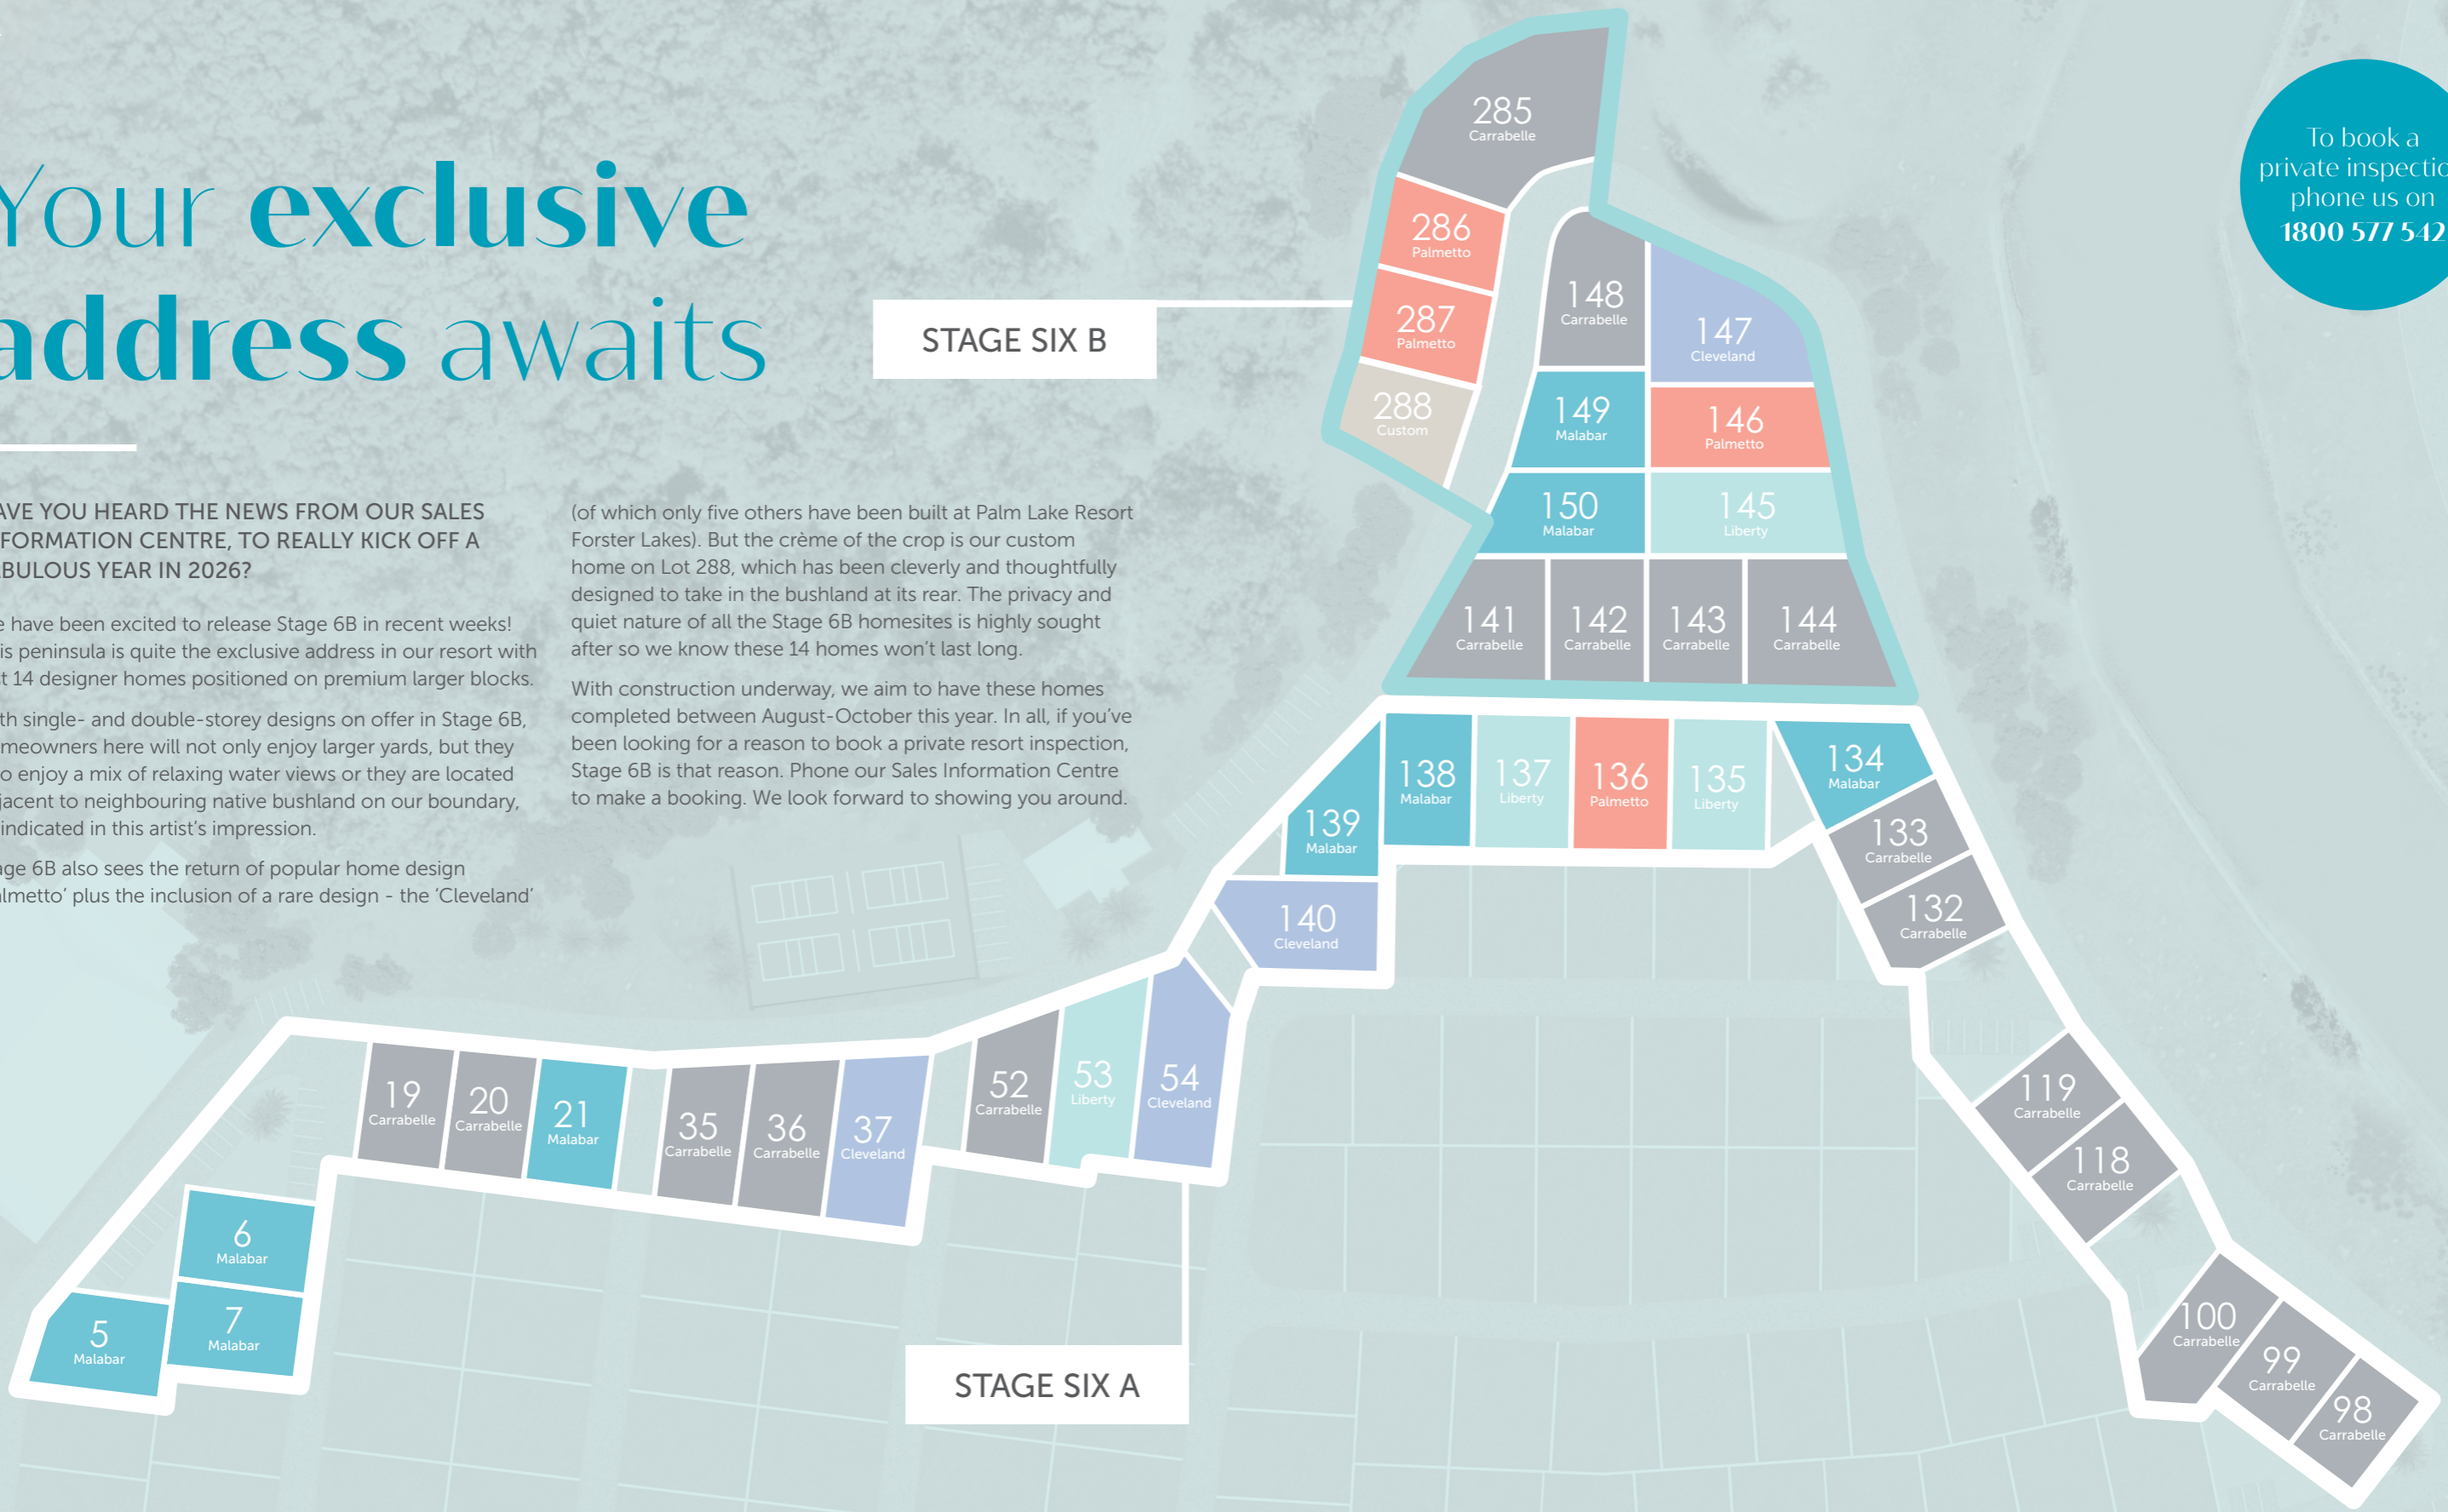 Your exclusive
address awaits
AVE YOU HEARD THE NEWS FROM OUR SALES
FORMATION CENTRE, TO REALLY KICK OFF A
BULOUS YEAR IN 2026?
e have been excited to release Stage 6B in recent weeks!
is peninsula is quite the exclusive address in our resort with
t 14 designer homes positioned on premium larger blocks.
th single- and double-storey designs on offer in Stage 6B,
meowners here will not only enjoy larger yards, but they
o enjoy a mix of relaxing water views or they are located
jacent to neighbouring native bushland on our boundary,
indicated in this artist's impression.
age 6B also sees the return of popular home design
lmetto' plus the inclusion of a rare design - the 'Cleveland'
(of which only five others have been built at Palm Lake Resort
Forster Lakes). But the crème of the crop is our custom
home on Lot 288, which has been cleverly and thoughtfully
designed to take in the bushland at its rear. The privacy and
quiet nature of all the Stage 6B homesites is highly sought
after so we know these 14 homes won't last long.
With construction underway, we aim to have these homes
completed between August-October this year. In all, if you've
been looking for a reason to book a private resort inspection,
Stage 6B is that reason. Phone our Sales Information Centre
to make a booking. We look forward to showing you around.
To book a
private inspectio
phone us on
1800 577 542
STAGE SIX B
285
Carrabelle
286
Palmetto
287
Palmetto
288
Custom
148
Carrabelle
147
Cleveland
149
Malabar
146
Palmetto
150
Malabar
145
Liberty
141
Carrabelle
142
Carrabelle
143
Carrabelle
144
Carrabelle
139
Malabar
138
Malabar
137
Liberty
136
Palmetto
135
Liberty
134
Malabar
133
Carrabelle
132
Carrabelle
140
Cleveland
119
Carrabelle
118
Carrabelle
100
Carrabelle
99
Carrabelle
98
Carrabelle
52
Carrabelle
53
Liberty
54
Cleveland
19
Carrabelle
20
Carrabelle
21
Malabar
35
Carrabelle
36
Carrabelle
37
Cleveland
6
Malabar
7
Malabar
5
Malabar
STAGE SIX A